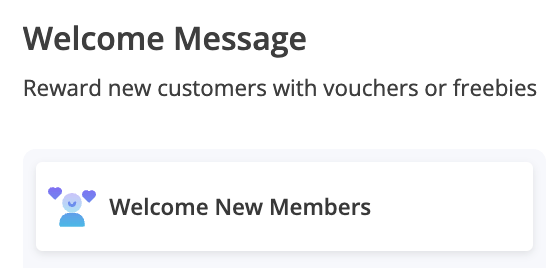 Welcome Message
Reward new customers with vouchers or freebies
Welcome New Members